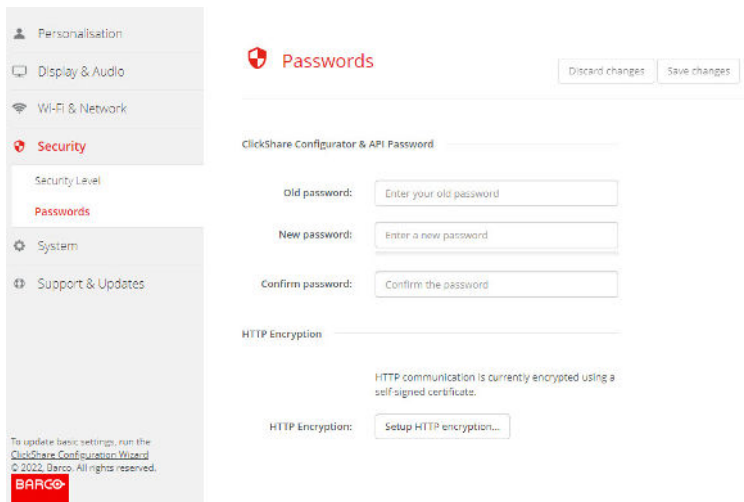 Personalisation
Display & Audio
Wi-Fi & Network
Security
Security Level
Passwords
System
Support & Updates
To update basic settings, run the
ClickShare Configuration Wizard
© 2022, Barco. All rights reserved.
BARCO
Passwords
Discard changes
Save changes
ClickShare Configurator & API Password
Old password:
Enter your old password
New password:
Enter a new password
Confirm password:
Confirm the password
HTTP Encryption
HTTP communication is currently encrypted using a
self-signed certificate.
HTTP Encryption:
Setup HTTP encryption...